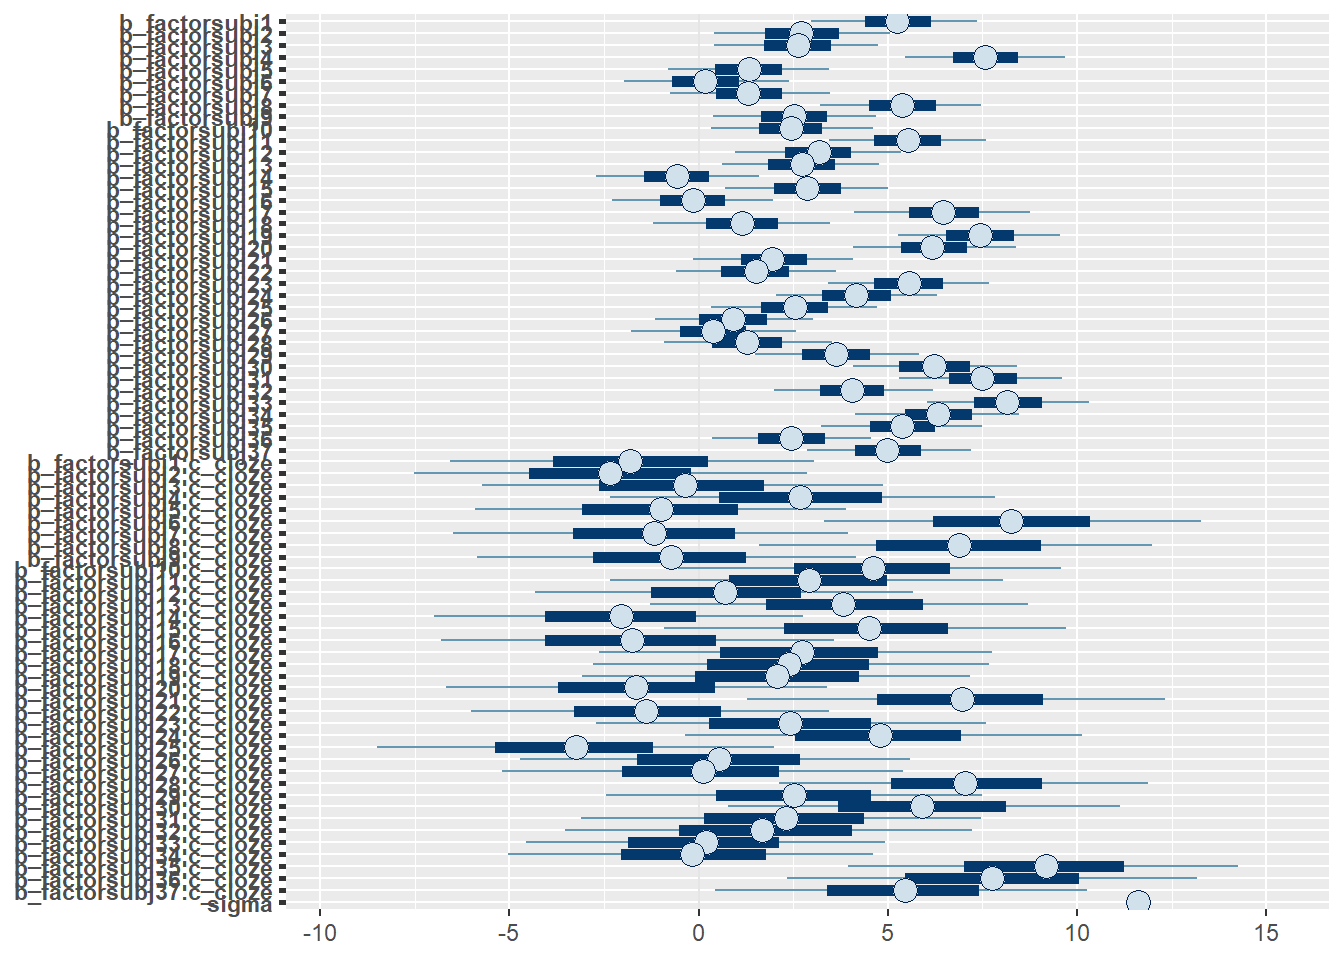 b_factorsubj1
b_factorsubj2
b_factorsubj3
b_factorsubj4
b_factorsubj5
b_factorsubj6
b_factorsubj7
b_factorsubj8
b_factorsubj9
b_factorsubj10
b_factorsubj11
b_factorsubj12
b_factorsubj13
b_factorsubj14
b_factorsubj15
b_factorsubj16
b_factorsubj17
b_factorsubj18
b_factorsubj19
b_factorsubj20
b_factorsubj21
b_factorsubj22
b_factorsubj23
b_factorsubj24
b_factorsubj25
b_factorsubj26
b_factorsubj27
b_factorsubj28
b_factorsubj29
b_factorsubj30
b_factorsubj31
b_factorsubj32
b_factorsubj33
b_factorsubj34
b_factorsubj35
b_factorsubj36
b_factorsubj37
b_factorsubj1:c_cloze
b_factorsubj2:c_cloze
b_factorsubj3:c_cloze
b_factorsubj4:c_cloze
b_factorsubj5:c_cloze
b_factorsubj6:c_cloze
b_factorsubj7:c_cloze
b_factorsubj8:c_cloze
b_factorsubj9:c_cloze
b_factorsubj10:c_cloze
b_factorsubj11:c_cloze
b_factorsubj12:c_cloze
b_factorsubj13:c_cloze
b_factorsubj14:c_cloze
b_factorsubj15:c_cloze
b_factorsubj16:c_cloze
b_factorsubj17:c_cloze
b_factorsubj18:c_cloze
b_factorsubj19:c_cloze
b_factorsubj20:c_cloze
b_factorsubj21:c_cloze
b_factorsubj22:c_cloze
b_factorsubj23:c_cloze
b_factorsubj24:c_cloze
b_factorsubj25:c_cloze
b_factorsubj26:c_cloze
b_factorsubj27:c_cloze
b_factorsubj28:c_cloze
b_factorsubj29:c_cloze
b_factorsubj30:c_cloze
b_factorsubj31:c_cloze
b_factorsubj32:c_cloze
b_factorsubj33:c_cloze
b_factorsubj34:c_cloze
b_factorsubj35:c_cloze
b_factorsubj36:c_cloze
b_factorsubj37:c_cloze
sigma
-10 -5 0 5 10 15